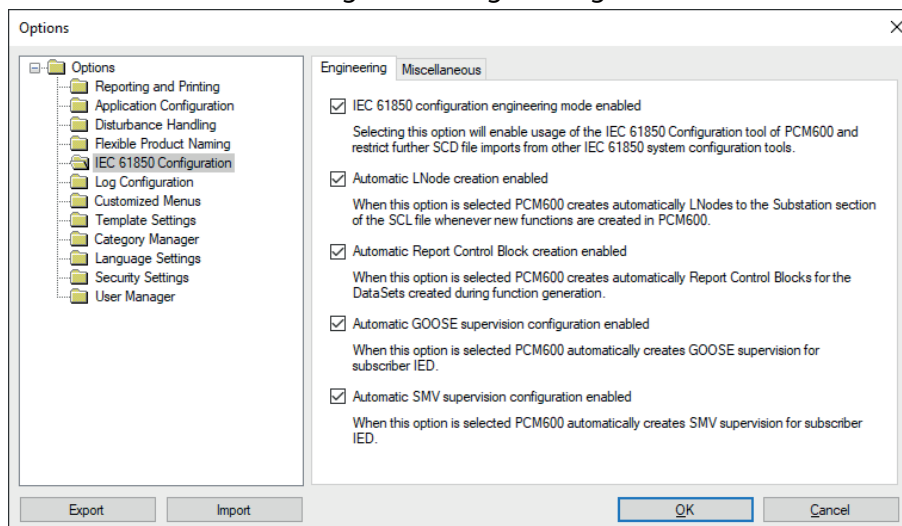 Options
Options
Reporting and Printing
Application Configuration
Disturbance Handling
Flexible Product Naming
IEC 61850 Configuration
Log Configuration
Customized Menus
Template Settings
Category Manager
Language Settings
Security Settings
User Manager
Engineering Miscellaneous
IEC 61850 configuration engineering mode enabled
Selecting this option will enable usage of the IEC 61850 Configuration tool of PCM600 and
restrict further SCD file imports from other IEC 61850 system configuration tools.
Automatic LNode creation enabled
When this option is selected PCM600 creates automatically LNodes to the Substation section
of the SCL file whenever new functions are created in PCM600.
Automatic Report Control Block creation enabled
When this option is selected PCM600 creates automatically Report Control Blocks for the
DataSets created during function generation.
Automatic GOOSE supervision configuration enabled
When this option is selected PCM600 automatically creates GOOSE supervision for
subscriber IED.
Automatic SMV supervision configuration enabled
When this option is selected PCM600 automatically creates SMV supervision for subscriber
IED.
Export Import OK Cancel